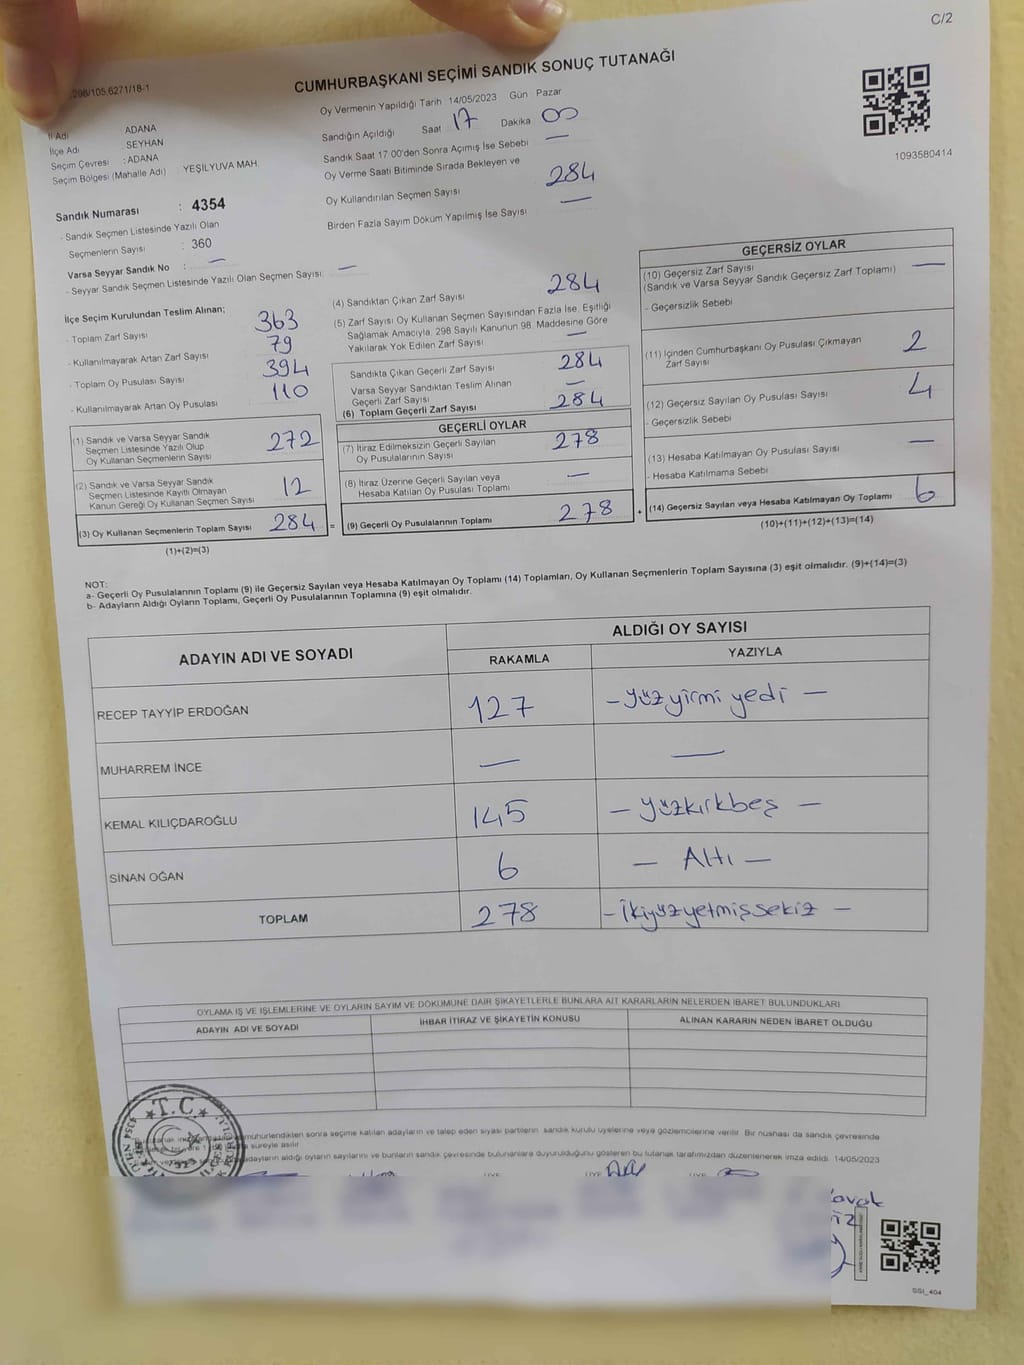 C/2
CUMHURBAŞKANI SEÇİMİ SANDIK SONUÇ TUTANAĞI
298/105,6271/18-1
İl Adı : ADANA
İlçe Adı : SEYHAN
Seçim Çevresi : ADANA
Seçim Bölgesi (Mahalle Adı) : YEŞİLYUVA MAH.
Sandık Numarası : 4354
- Sandık Seçmen Listesinde Yazılı Olan
Seçmenlerin Sayısı : 360
Varsa Seyyar Sandık No : —
- Seyyar Sandık Seçmen Listesinde Yazılı Olan Seçmen Sayısı: —
Oy Vermenin Yapıldığı Tarih 14/05/2023 Gün Pazar
Sandığın Açıldığı Saat 17 Dakika 00
Sandık Saat 17:00'den Sonra Açımış İse Sebebi —
Oy Verme Saati Bitiminde Sırada Bekleyen ve
Oy Kullandırılan Seçmen Sayısı 284
Birden Fazla Sayım Döküm Yapılmış İse Sayısı —
1093580414
İlçe Seçim Kurulundan Teslim Alınan;
- Toplam Zarf Sayısı 363
- Kullanılmayarak Artan Zarf Sayısı 79
- Toplam Oy Pusulası Sayısı 394
- Kullanılmayarak Artan Oy Pusulası 110
(1) Sandık ve Varsa Seyyar Sandık
Seçmen Listesinde Yazılı Olup
Oy Kullanan Seçmenlerin Sayısı 272
(2) Sandık ve Varsa Seyyar Sandık
Seçmen Listesinde Kayıtlı Olmayan
Kanun Gereği Oy Kullanan Seçmen Sayısı 12
(3) Oy Kullanan Seçmenlerin Toplam Sayısı 284 =
(1)+(2)=(3)
(4) Sandıktan Çıkan Zarf Sayısı 284
(5) Zarf Sayısı Oy Kullanan Seçmen Sayısından Fazla İse, Eşitliği
Sağlamak Amacıyla, 298 Sayılı Kanunun 98. Maddesine Göre
Yakılarak Yok Edilen Zarf Sayısı —
Sandıkta Çıkan Geçerli Zarf Sayısı 284
Varsa Seyyar Sandıktan Teslim Alınan
Geçerli Zarf Sayısı —
(6) Toplam Geçerli Zarf Sayısı 284
GEÇERLİ OYLAR
(7) İtiraz Edilmeksizin Geçerli Sayılan
Oy Pusulalarının Sayısı 278
(8) İtiraz Üzerine Geçerli Sayılan veya
Hesaba Katılan Oy Pusulası Toplamı —
(9) Geçerli Oy Pusulalarının Toplamı 278 +
GEÇERSİZ OYLAR
(10) Geçersiz Zarf Sayısı
(Sandık ve Varsa Seyyar Sandık Geçersiz Zarf Toplamı) —
- Geçersizlik Sebebi
(11) İçinden Cumhurbaşkanı Oy Pusulası Çıkmayan
Zarf Sayısı 2
(12) Geçersiz Sayılan Oy Pusulası Sayısı 4
- Geçersizlik Sebebi
(13) Hesaba Katılmayan Oy Pusulası Sayısı —
- Hesaba Katılmama Sebebi
(14) Geçersiz Sayılan veya Hesaba Katılmayan Oy Toplamı 6
(10)+(11)+(12)+(13)=(14)
NOT:
a- Geçerli Oy Pusulalarının Toplamı (9) ile Geçersiz Sayılan veya Hesaba Katılmayan Oy Toplamı (14) Toplamları, Oy Kullanan Seçmenlerin Toplam Sayısına (3) eşit olmalıdır. (9)+(14)=(3)
b- Adayların Aldığı Oyların Toplamı, Geçerli Oy Pusulalarının Toplamına (9) eşit olmalıdır.
ADAYIN ADI VE SOYADI ALDIĞI OY SAYISI
RAKAMLA YAZIYLA
RECEP TAYYİP ERDOĞAN 127 - Yüzyirmi yedi —
MUHARREM İNCE — —
KEMAL KILIÇDAROĞLU 145 — Yüzkırkbeş —
SİNAN OĞAN 6 — Altı —
TOPLAM 278 - İkiyüzyetmişsekiz —
OYLAMA İŞ VE İŞLEMLERİNE VE OYLARIN SAYIM VE DÖKÜMÜNE DAİR ŞİKAYETLERLE BUNLARA AİT KARARLARIN NELERDEN İBARET BULUNDUKLARI
ADAYIN ADI VE SOYADI İHBAR İTİRAZ VE ŞİKAYETİN KONUSU ALINAN KARARIN NEDEN İBARET OLDUĞU
T.C.
mühürlendikten sonra seçime katılan adayların ve talep eden siyasi partilerin sandık kurulu üyelerine veya gözlemcilerine verilir. Bir nüshası da sandık çevresinde
süreyle asılır.
adayların aldığı oyların sayılarını ve bunların sandık çevresinde bulunanlara duyurulduğunu gösteren bu tutanak tarafımızdan düzenlenerek imza edildi. 14/05/2023
SSI_404